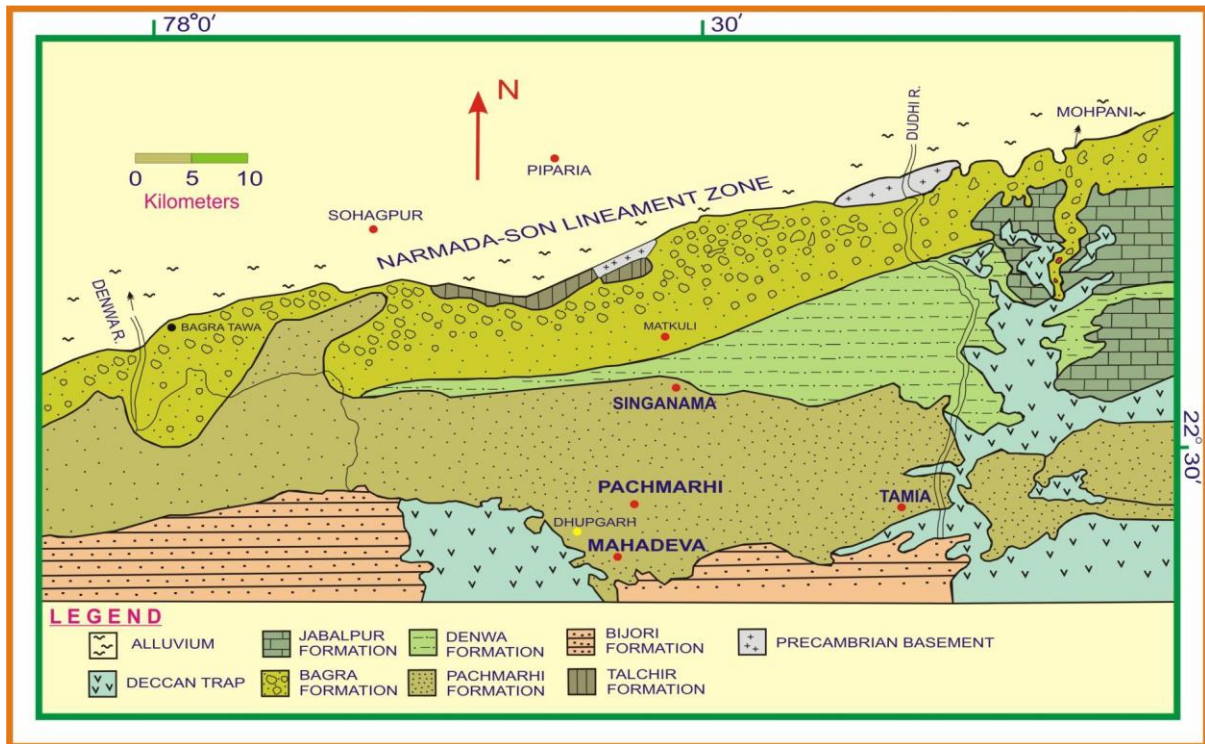 78°0′
30′
N
DUDHI R.
MOHPANI
0 5 10
Kilometers
PIPARIA
SOHAGPUR
NARMADA-SON LINEAMENT ZONE
DENWA R.
BAGRA TAWA
MATKULI
SINGANAMA
22°30′
PACHMARHI
TAMIA
DHUPGARH
MAHADEVA
LEGEND
ALLUVIUM
JABALPUR
FORMATION
DENWA
FORMATION
BIJORI
FORMATION
PRECAMBRIAN BASEMENT
DECCAN TRAP
BAGRA
FORMATION
PACHMARHI
FORMATION
TALCHIR
FORMATION